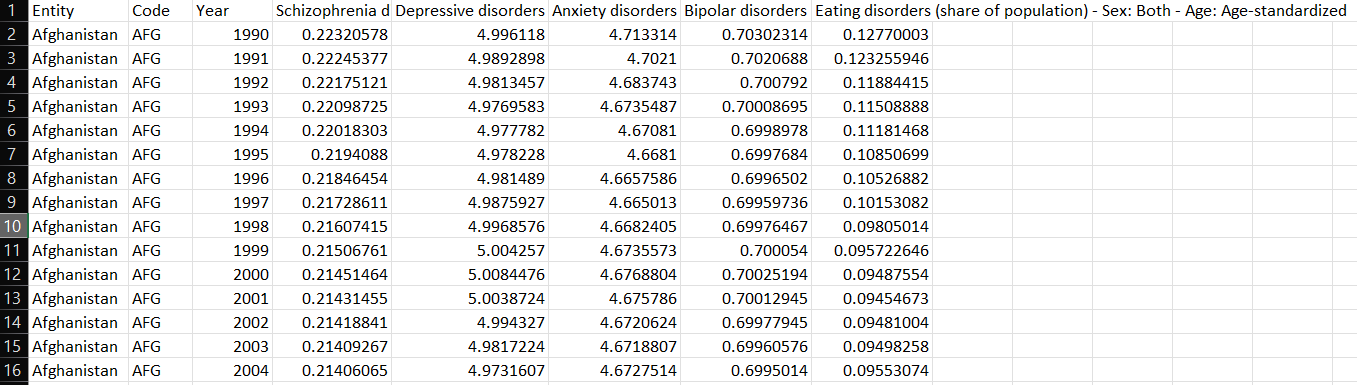 1 Entity Code Year Schizophrenia d Depressive disorders Anxiety disorders Bipolar disorders Eating disorders (share of population) - Sex: Both - Age: Age-standardized
2 Afghanistan AFG 1990 0.22320578 4.996118 4.713314 0.70302314 0.12770003
3 Afghanistan AFG 1991 0.22245377 4.9892898 4.7021 0.7020688 0.123255946
4 Afghanistan AFG 1992 0.22175121 4.9813457 4.683743 0.700792 0.11884415
5 Afghanistan AFG 1993 0.22098725 4.9769583 4.6735487 0.70008695 0.11508888
6 Afghanistan AFG 1994 0.22018303 4.977782 4.67081 0.6998978 0.11181468
7 Afghanistan AFG 1995 0.2194088 4.978228 4.6681 0.6997684 0.10850699
8 Afghanistan AFG 1996 0.21846454 4.981489 4.6657586 0.6996502 0.10526882
9 Afghanistan AFG 1997 0.21728611 4.9875927 4.665013 0.69959736 0.10153082
10 Afghanistan AFG 1998 0.21607415 4.9968576 4.6682405 0.69976467 0.09805014
11 Afghanistan AFG 1999 0.21506761 5.004257 4.6735573 0.700054 0.095722646
12 Afghanistan AFG 2000 0.21451464 5.0084476 4.6768804 0.70025194 0.09487554
13 Afghanistan AFG 2001 0.21431455 5.0038724 4.675786 0.70012945 0.09454673
14 Afghanistan AFG 2002 0.21418841 4.994327 4.6720624 0.69977945 0.09481004
15 Afghanistan AFG 2003 0.21409267 4.9817224 4.6718807 0.69960576 0.09498258
16 Afghanistan AFG 2004 0.21406065 4.9731607 4.6727514 0.6995014 0.09553074